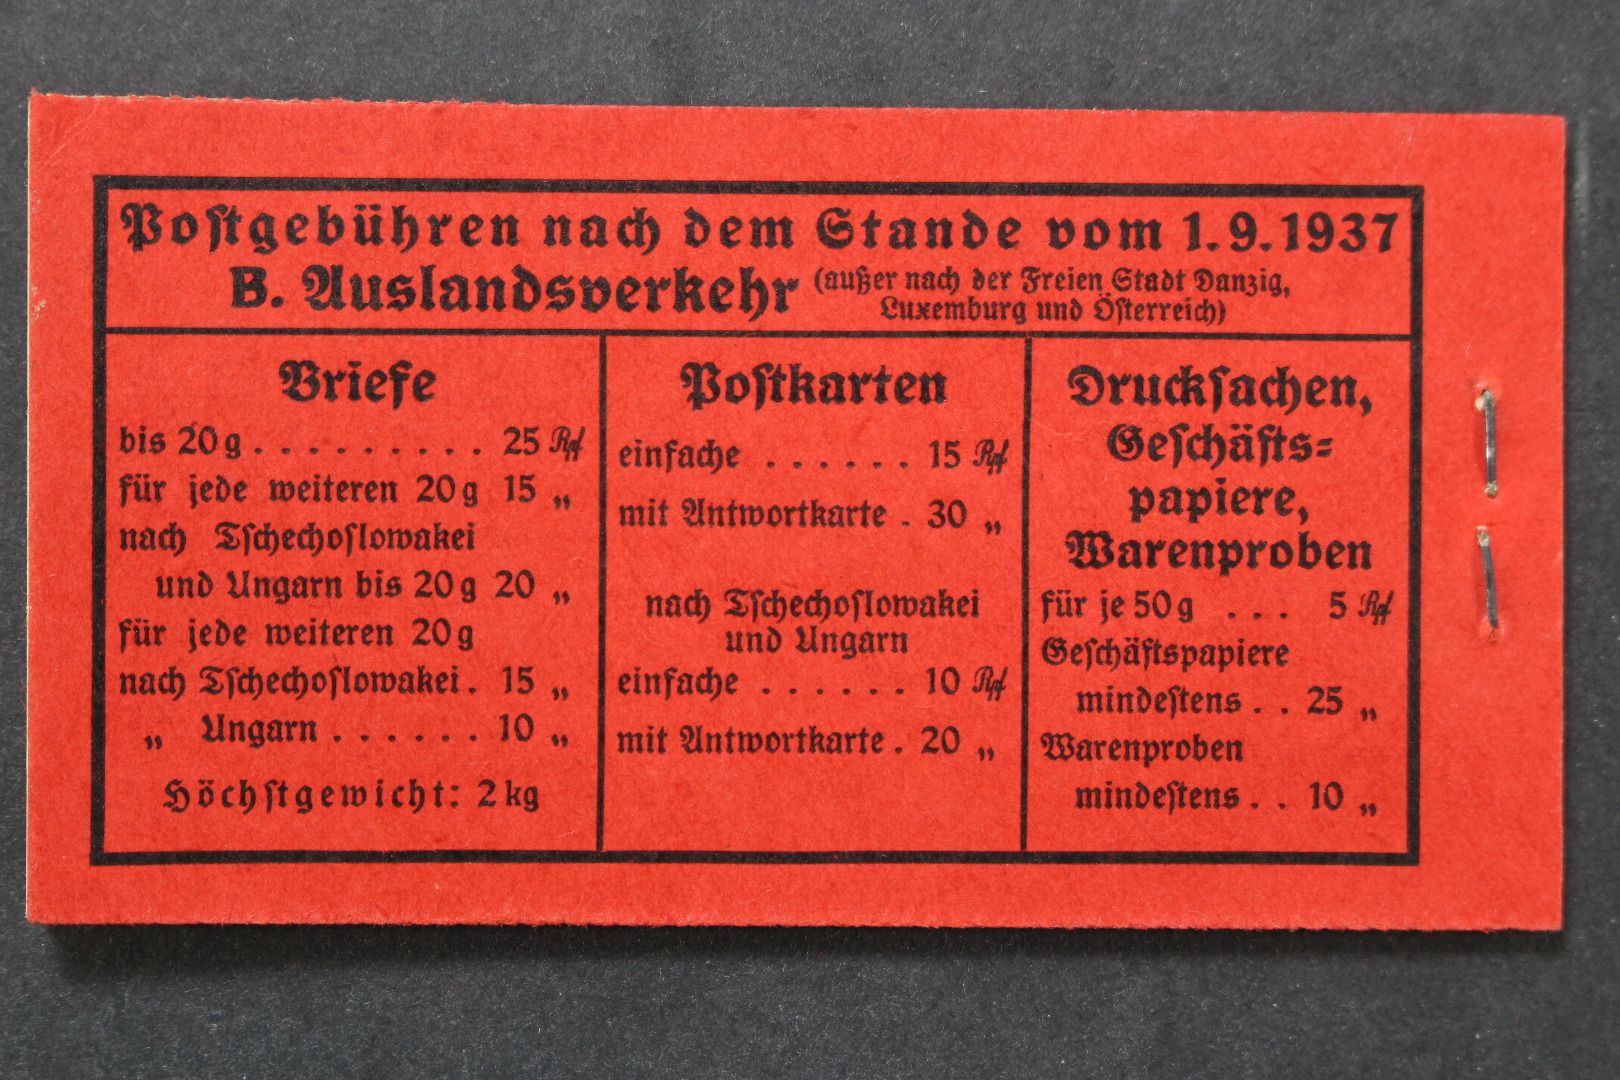 Postgebühren nach dem Stande vom 1.9.1937
B. Auslandsverkehr (außer nach der Freien Stadt Danzig,
Luxemburg und Österreich)
Briefe
bis 20 g . . . . . . . . . . 25 Rpf
für jede weiteren 20 g 15 „
nach Tschechoslowakei
und Ungarn bis 20 g 20 „
für jede weiteren 20 g
nach Tschechoslowakei . 15 „
„ Ungarn . . . . . . 10 „
Höchstgewicht: 2 kg
Postkarten
einfache . . . . . . 15 Rpf
mit Antwortkarte . 30 „
nach Tschechoslowakei
und Ungarn
einfache . . . . . . 10 Rpf
mit Antwortkarte . 20 „
Drucksachen,
Geschäfts=
papiere,
Warenproben
für je 50 g . . . 5 Rpf
Geschäftspapiere
mindestens . . 25 „
Warenproben
mindestens . . 10 „